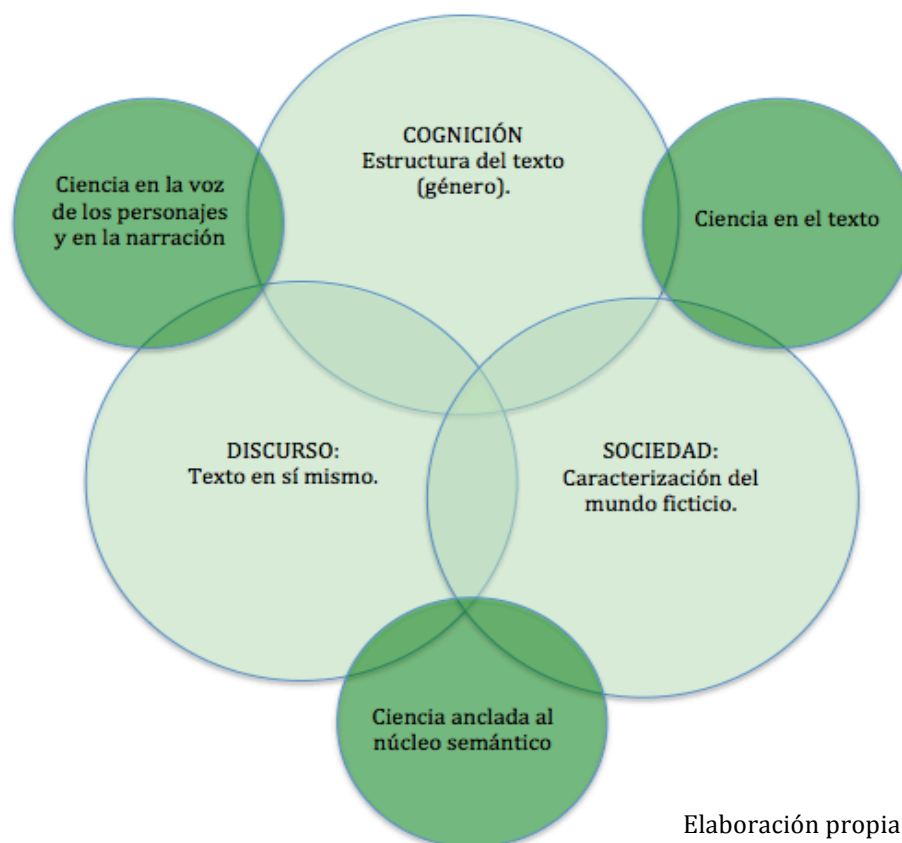 COGNICIÓN
Estructura del texto
(género).
Ciencia en la voz
de los personajes
y en la narración
Ciencia en el texto
DISCURSO:
Texto en sí mismo.
SOCIEDAD:
Caracterización del
mundo ficticio.
Ciencia anclada al
núcleo semántico
Elaboración propia